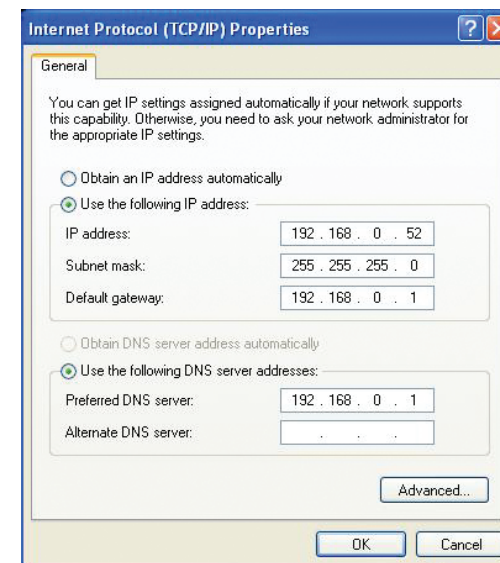 Internet Protocol (TCP/IP) Properties
General
You can get IP settings assigned automatically if your network supports
this capability. Otherwise, you need to ask your network administrator for
the appropriate IP settings.
Obtain an IP address automatically
Use the following IP address:
IP address: 192 . 168 . 0 . 52
Subnet mask: 255 . 255 . 255 . 0
Default gateway: 192 . 168 . 0 . 1
Obtain DNS server address automatically
Use the following DNS server addresses:
Preferred DNS server: 192 . 168 . 0 . 1
Alternate DNS server: . . .
Advanced...
OK Cancel